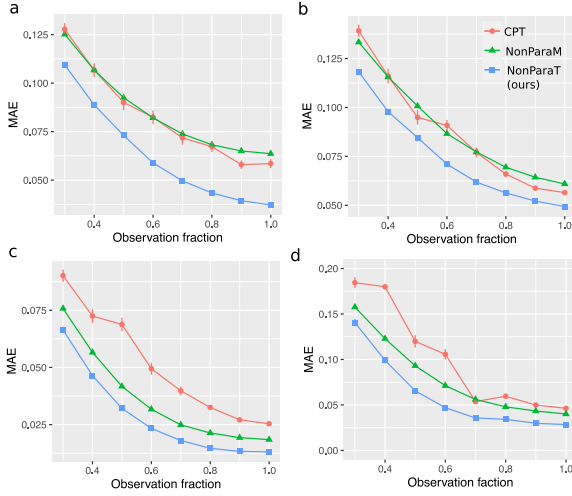 a
0,125
0,100
0,075
0,050
MAE
0.4
0.6
0.8
1.0
Observation fraction
b
0,125
0,100
0,075
0,050
MAE
0.4
0.6
0.8
1.0
Observation fraction
CPT
NonParaM
NonParaT
(ours)
c
0,075
0,050
0,025
MAE
0.4
0.6
0.8
1.0
Observation fraction
d
0,20
0,15
0,10
0,05
0,00
MAE
0.4
0.6
0.8
1.0
Observation faction